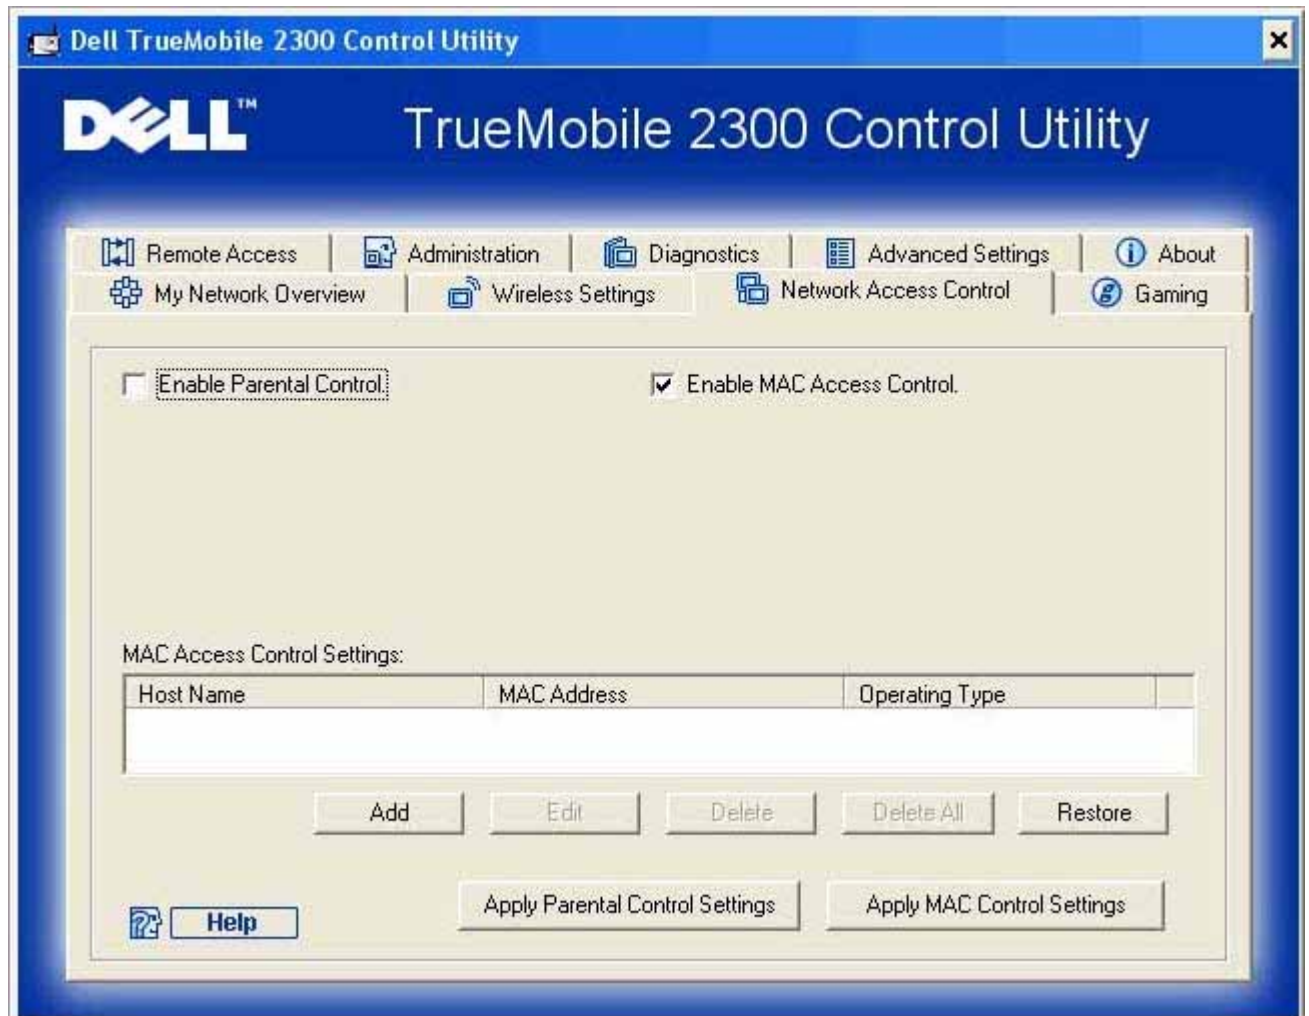 Dell TrueMobile 2300 Control Utility
DELL™
TrueMobile 2300 Control Utility
Remote Access
Administration
Diagnostics
Advanced Settings
About
My Network Overview
Wireless Settings
Network Access Control
Gaming
Enable Parental Control.
Enable MAC Access Control.
MAC Access Control Settings:
Host Name
MAC Address
Operating Type
Add
Edit
Delete
Delete All
Restore
Apply Parental Control Settings
Apply MAC Control Settings
Help